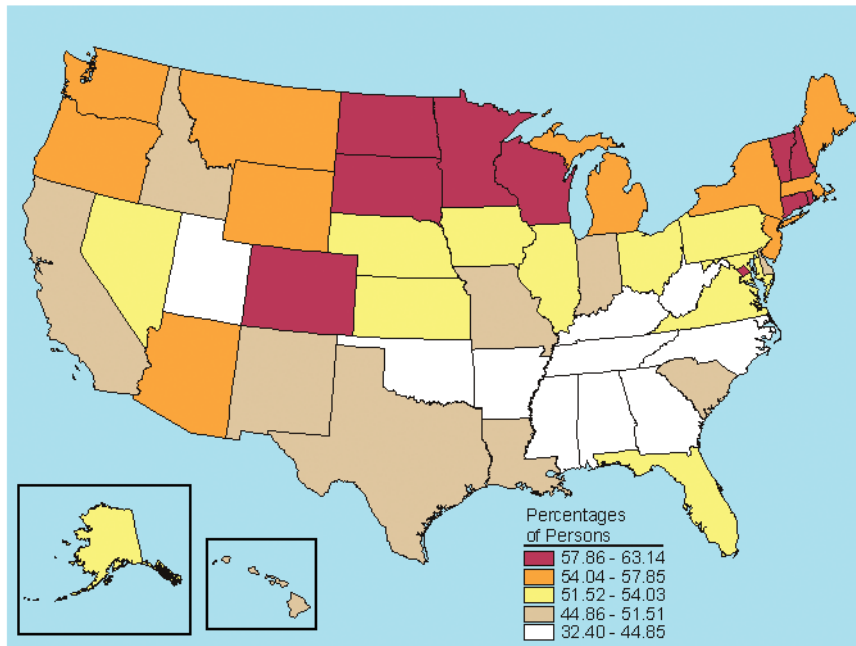 Percentages
of Persons
57.86 - 63.14
54.04 - 57.85
51.52 - 54.03
44.86 - 51.51
32.40 - 44.85